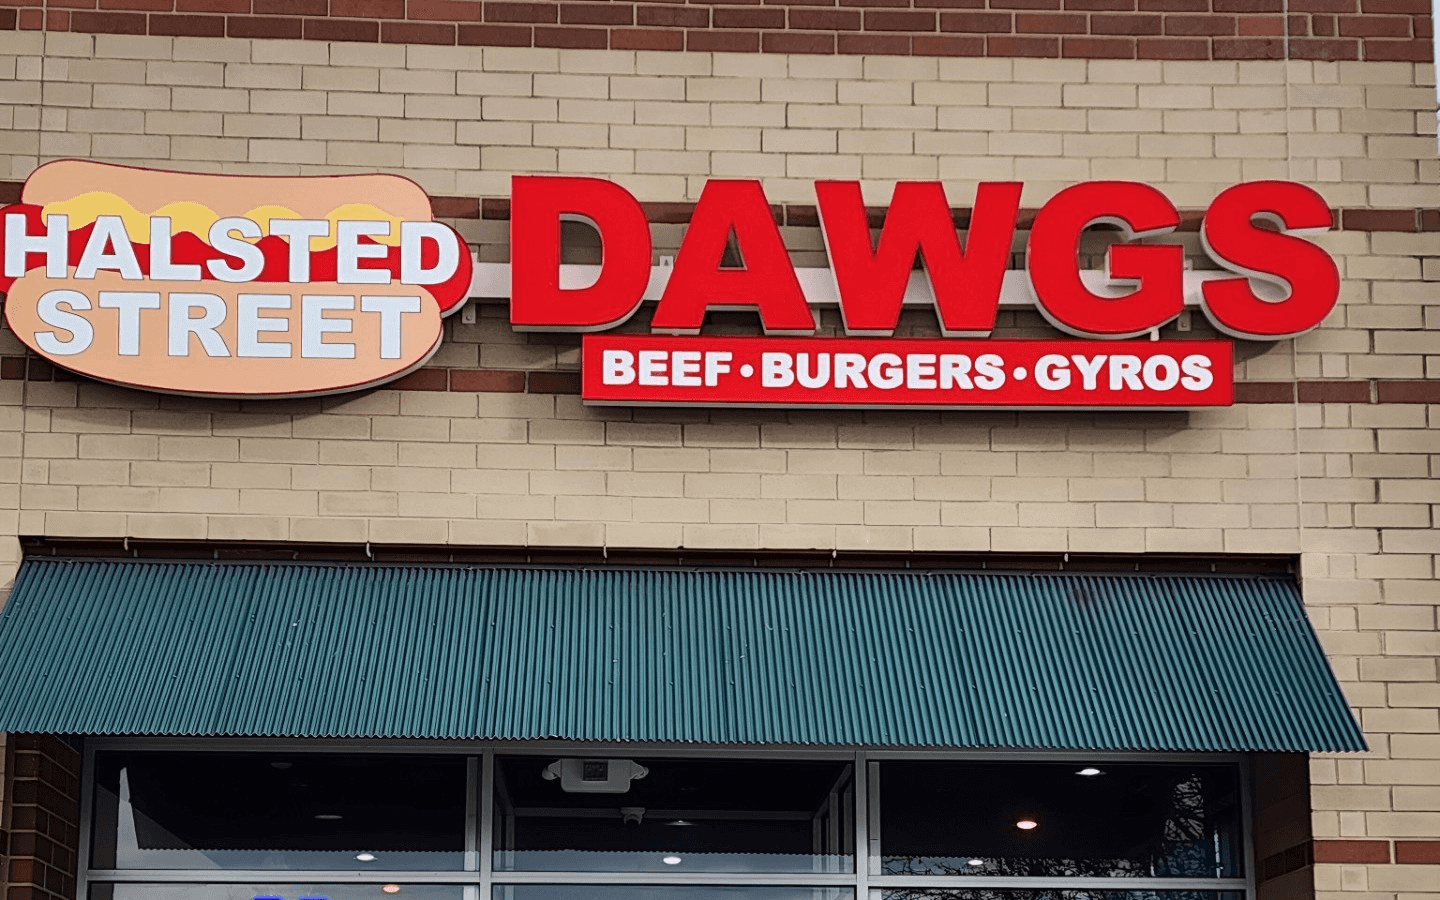 HALSTED
STREET
DAWGS
BEEF • BURGERS • GYROS